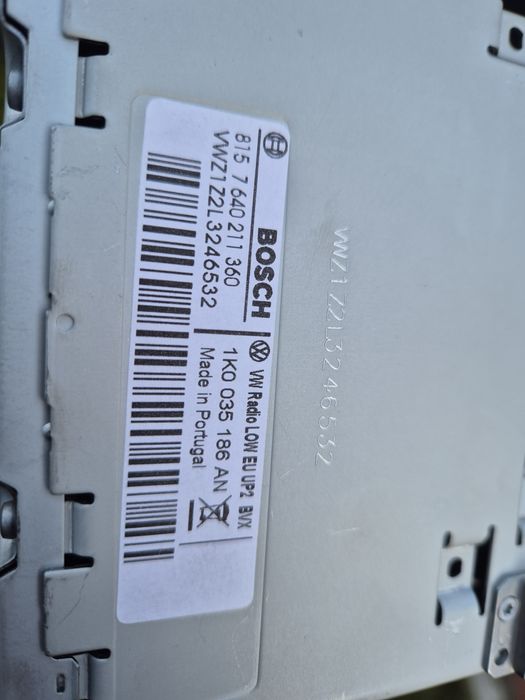 BOSCH
815 7 640 211 360
VWZ1Z2L3246532
VW Radio LOW EU UP2 BVX
1K0 035 186 AN
Made in Portugal
VWZ1Z2L3246532